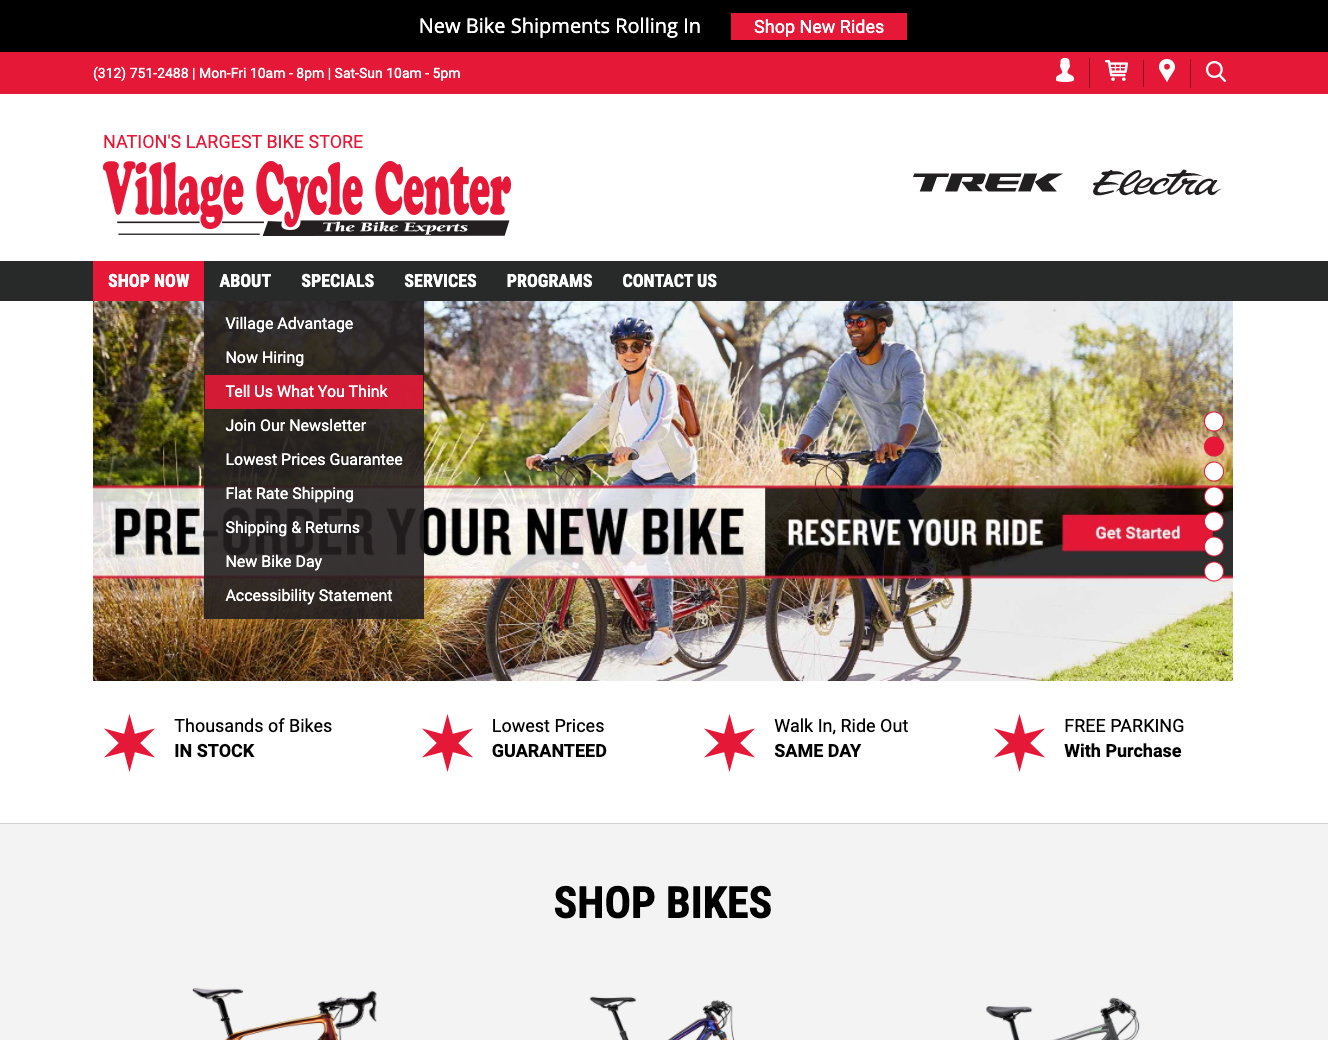 New Bike Shipments Rolling In
Shop New Rides
(312) 751-2488 | Mon-Fri 10am - 8pm | Sat-Sun 10am - 5pm
NATION'S LARGEST BIKE STORE
Village Cycle Center
The Bike Experts
TREK
Electra
SHOP NOW
ABOUT
SPECIALS
SERVICES
PROGRAMS
CONTACT US
Village Advantage
Now Hiring
Tell Us What You Think
Join Our Newsletter
Lowest Prices Guarantee
Flat Rate Shipping
Shipping & Returns
New Bike Day
Accessibility Statement
PRE-ORDER YOUR NEW BIKE
RESERVE YOUR RIDE
Get Started
Thousands of Bikes
IN STOCK
Lowest Prices
GUARANTEED
Walk In, Ride Out
SAME DAY
FREE PARKING
With Purchase
SHOP BIKES